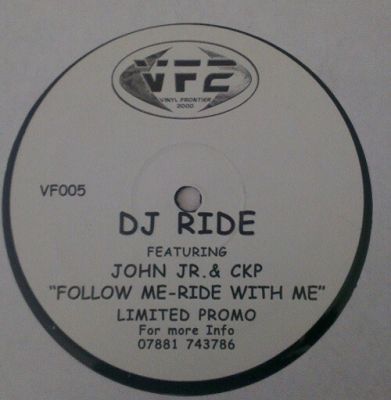 VF2
VINYL FRONTIER
2000
VF005
DJ RIDE
FEATURING
JOHN JR. & CKP
"FOLLOW ME-RIDE WITH ME"
LIMITED PROMO
For more Info
07881 743786